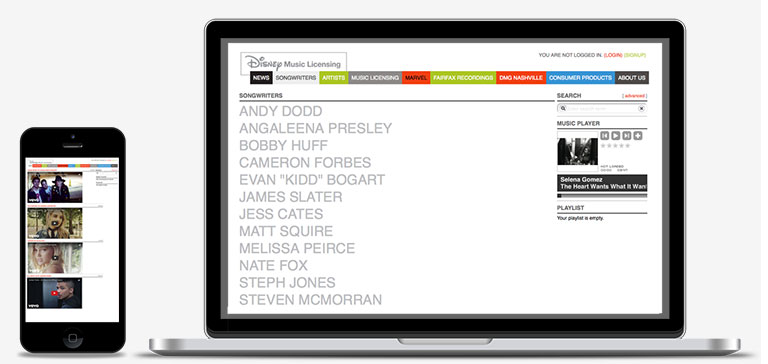 YOU ARE NOT LOGGED IN. (LOGIN) (SIGNUP)
Disney Music Licensing
NEWS SONGWRITERS ARTISTS MUSIC LICENSING MARVEL FAIRFAX RECORDINGS DMG NASHVILLE CONSUMER PRODUCTS ABOUT US
SONGWRITERS
ANDY DODD
ANGALEENA PRESLEY
BOBBY HUFF
CAMERON FORBES
EVAN "KIDD" BOGART
JAMES SLATER
JESS CATES
MATT SQUIRE
MELISSA PEIRCE
NATE FOX
STEPH JONES
STEVEN MCMORRAN
SEARCH [ advanced ]
MUSIC PLAYER
Selena Gomez
The Heart Wants What It Wan
PLAYLIST
Your playlist is empty.
vevo
vevo
vevo
vevo